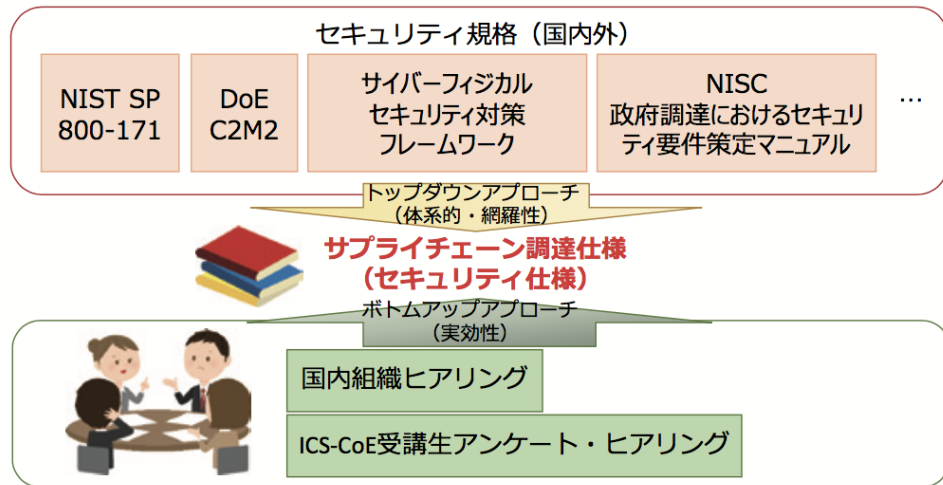 セキュリティ規格（国内外）
NIST SP
800-171
DoE
C2M2
サイバーフィジカル
セキュリティ対策
フレームワーク
NISC
政府調達におけるセキュリ
ティ要件策定マニュアル
…
トップダウンアプローチ
（体系的・網羅性）
サプライチェーン調達仕様
（セキュリティ仕様）
ボトムアップアプローチ
（実効性）
国内組織ヒアリング
ICS-CoE受講生アンケート・ヒアリング